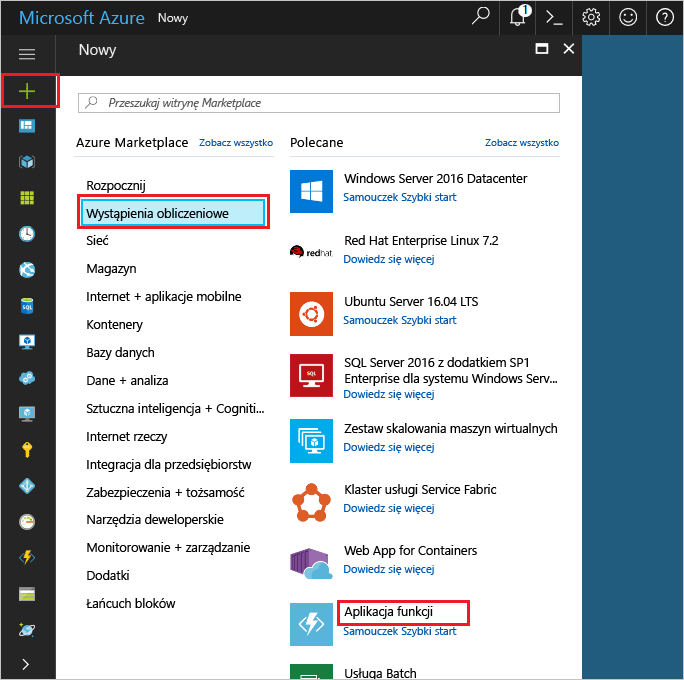 Microsoft Azure Nowy
1
Nowy
Przeszukaj witrynę Marketplace
Azure Marketplace Zobacz wszystko
Rozpocznij
Wystąpienia obliczeniowe
Sieć
Magazyn
Internet + aplikacje mobilne
Kontenery
Bazy danych
Dane + analiza
Sztuczna inteligencja + Cogniti...
Internet rzeczy
Integracja dla przedsiębiorstw
Zabezpieczenia + tożsamość
Narzędzia deweloperskie
Monitorowanie + zarządzanie
Dodatki
Łańcuch bloków
Polecane Zobacz wszystko
Windows Server 2016 Datacenter
Samouczek Szybki start
redhat
Red Hat Enterprise Linux 7.2
Dowiedz się więcej
Ubuntu Server 16.04 LTS
Samouczek Szybki start
SQL
SQL Server 2016 z dodatkiem SP1
Enterprise dla systemu Windows Serv...
Dowiedz się więcej
Zestaw skalowania maszyn wirtualnych
Dowiedz się więcej
Klaster usługi Service Fabric
Dowiedz się więcej
Web App for Containers
Dowiedz się więcej
Aplikacja funkcji
Samouczek Szybki start
Usługa Batch
SQL